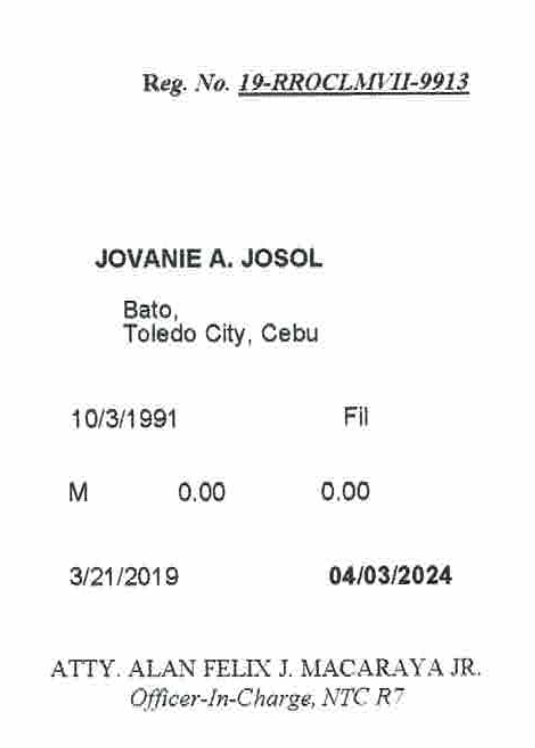 Reg. No. 19-RROCLMVII-9913
JOVANIE A. JOSOL
Bato,
Toledo City, Cebu
10/3/1991 Fil
M 0.00 0.00
3/21/2019 04/03/2024
ATTY. ALAN FELIX J. MACARAYA JR.
Officer-In-Charge, NTC R7